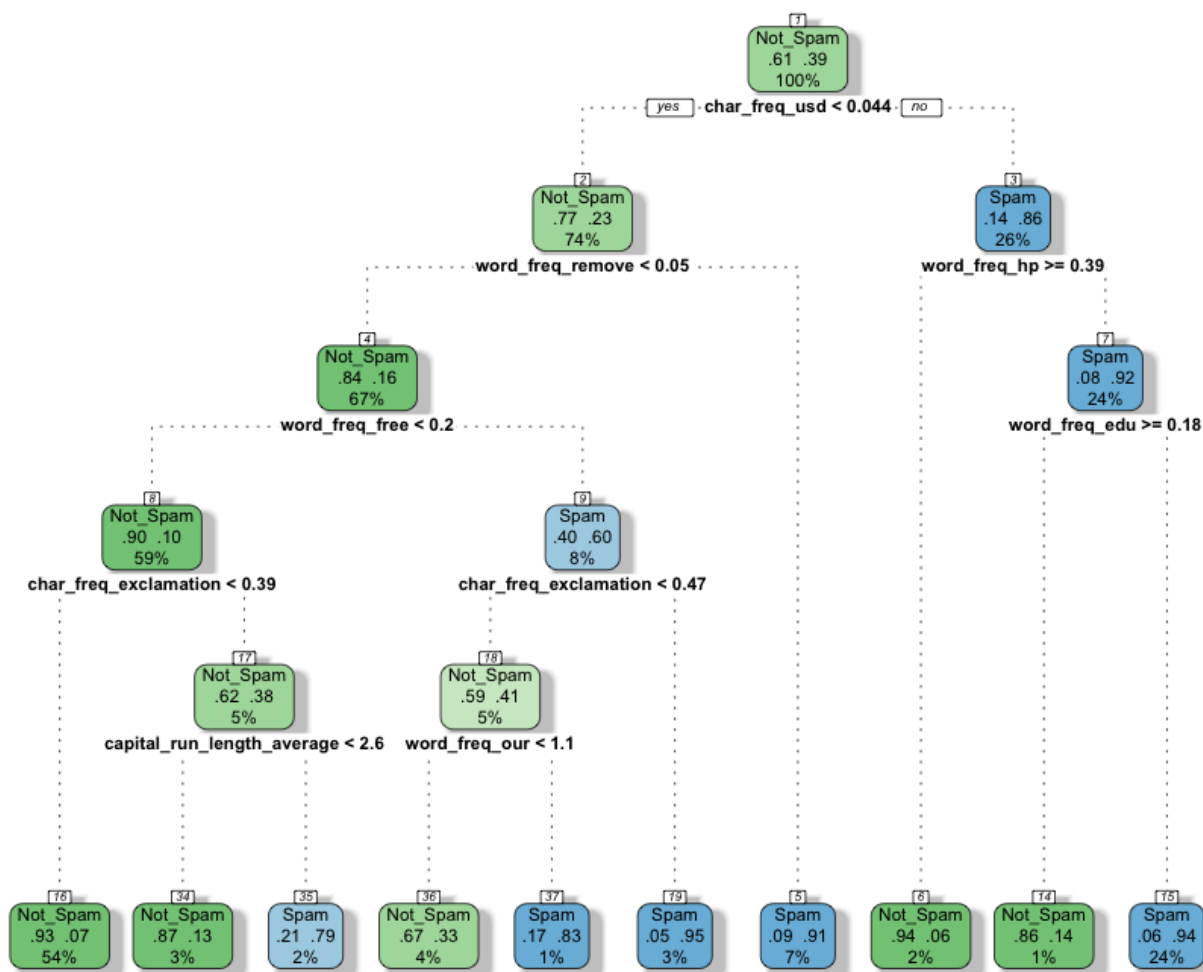 1
Not_Spam
.61 .39
100%
yes char_freq_usd < 0.044 no
2
Not_Spam
.77 .23
74%
word_freq_remove < 0.05
3
Spam
.14 .86
26%
word_freq_hp >= 0.39
4
Not_Spam
.84 .16
67%
word_freq_free < 0.2
7
Spam
.08 .92
24%
word_freq_edu >= 0.18
8
Not_Spam
.90 .10
59%
char_freq_exclamation < 0.39
9
Spam
.40 .60
8%
char_freq_exclamation < 0.47
17
Not_Spam
.62 .38
5%
capital_run_length_average < 2.6
18
Not_Spam
.59 .41
5%
word_freq_our < 1.1
16
Not_Spam
.93 .07
54%
34
Not_Spam
.87 .13
3%
35
Spam
.21 .79
2%
36
Not_Spam
.67 .33
4%
37
Spam
.17 .83
1%
19
Spam
.05 .95
3%
5
Spam
.09 .91
7%
6
Not_Spam
.94 .06
2%
14
Not_Spam
.86 .14
1%
15
Spam
.06 .94
24%